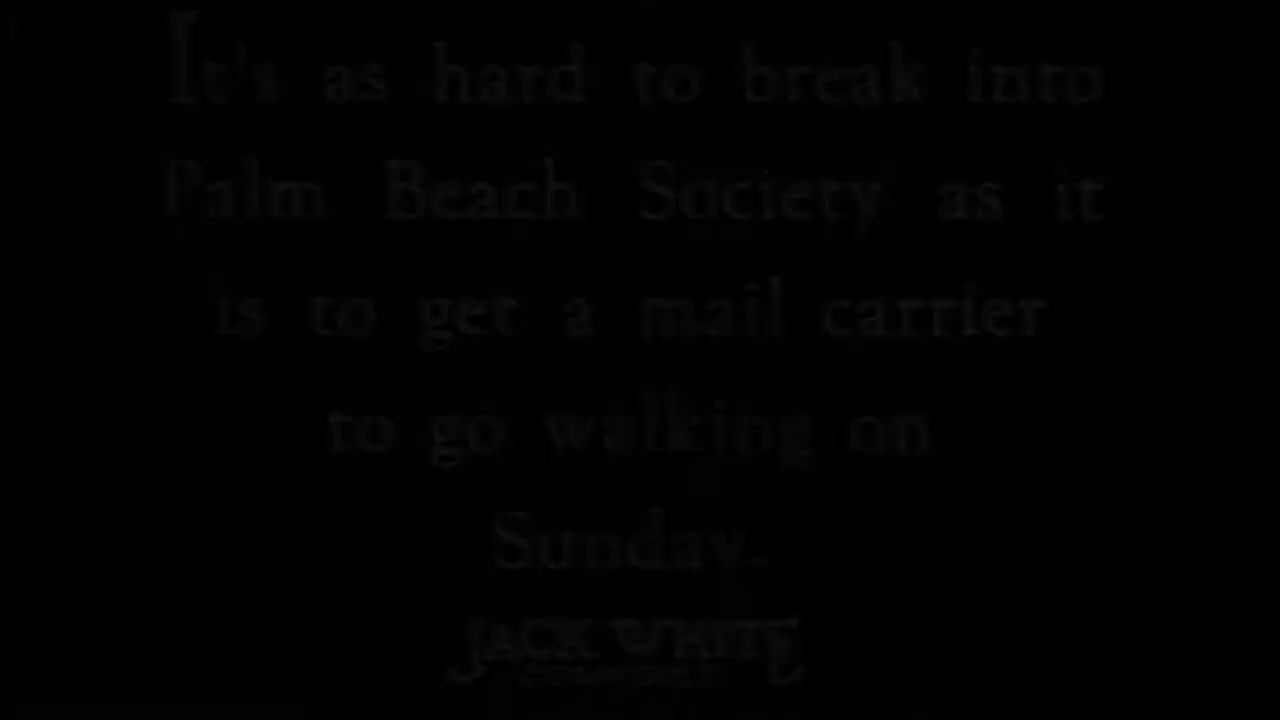 It's as hard to break into
Palm Beach Society as it
is to get a mail carrier
to go walking on
Sunday.
JACK WHITE